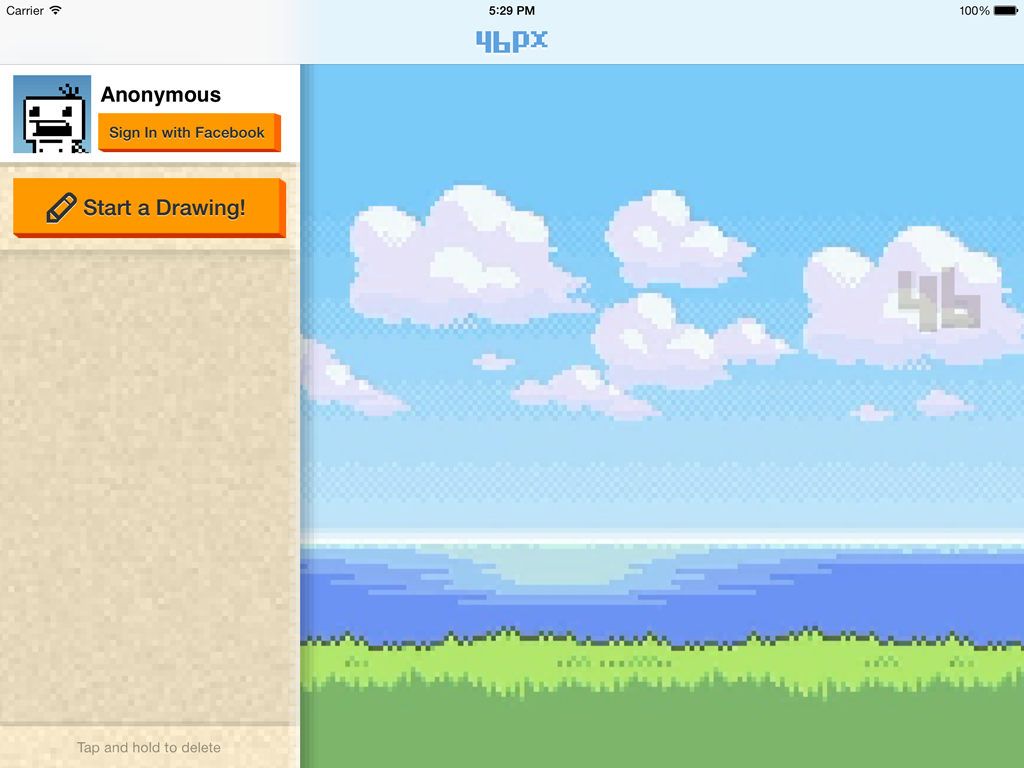 Carrier 5:29 PM 100%
46px
Anonymous
Sign In with Facebook
Start a Drawing!
46
Tap and hold to delete